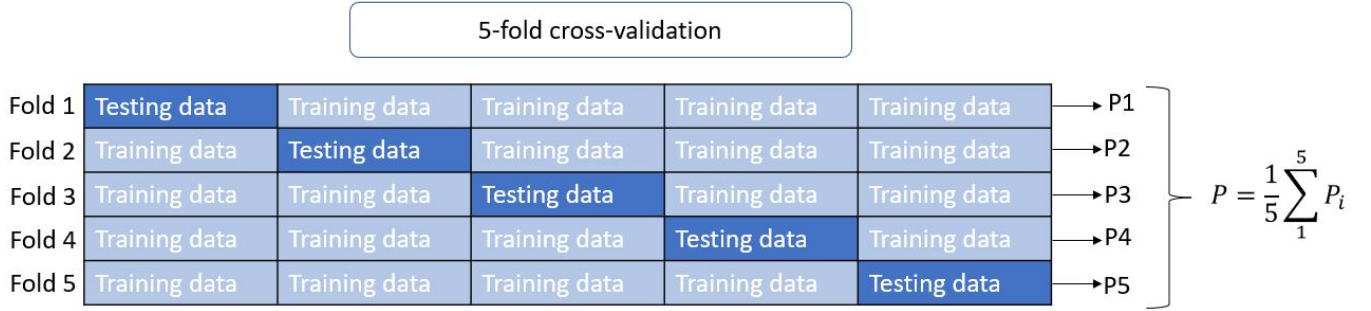 5-fold cross-validation
Fold 1 Testing data Training data Training data Training data Training data P1
Fold 2 Training data Testing data Training data Training data Training data P2
Fold 3 Training data Training data Testing data Training data Training data P3
Fold 4 Training data Training data Training data Testing data Training data P4
Fold 5 Training data Training data Training data Training data Testing data P5
P = 1/5 ∑_1^5 P_i